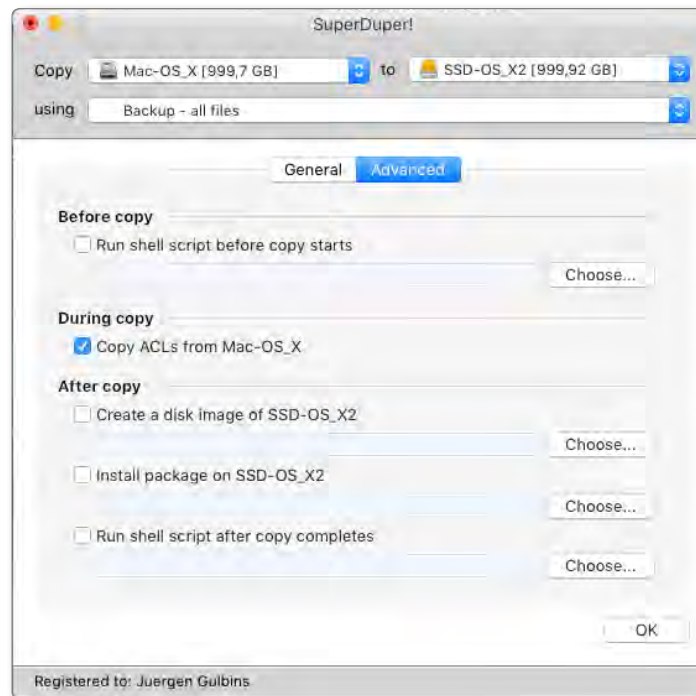 SuperDuper!
Copy Mac-OS_X [999,7 GB] to SSD-OS_X2 [999,92 GB]
using Backup - all files
General Advanced
Before copy
Run shell script before copy starts
Choose...
During copy
Copy ACLs from Mac-OS_X
After copy
Create a disk image of SSD-OS_X2
Choose...
Install package on SSD-OS_X2
Choose...
Run shell script after copy completes
Choose...
OK
Registered to: Juergen Gulbins